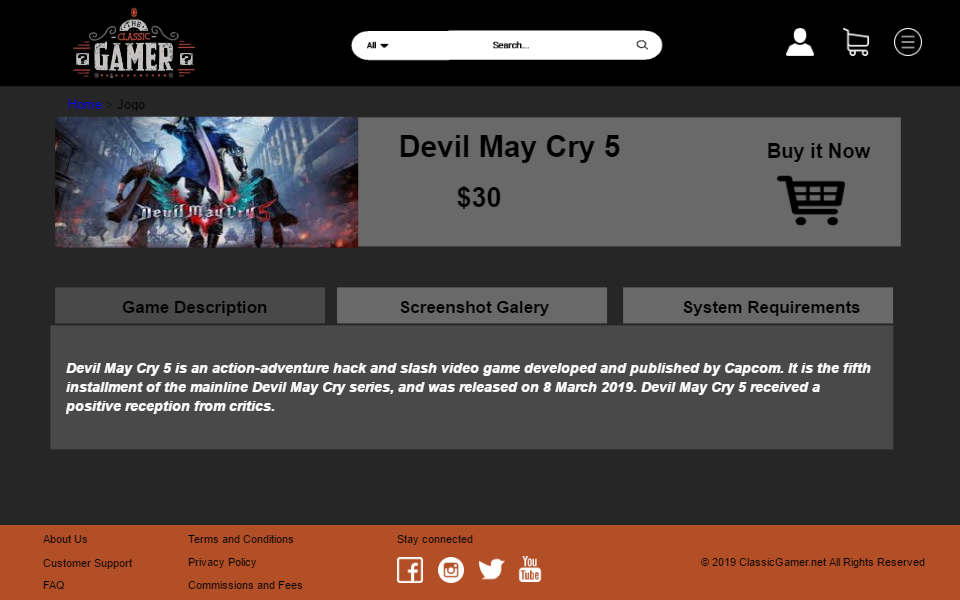 THE
CLASSIC
GAMER
All
Search...
Home > Jogo
Devil May Cry 5
Devil May Cry 5
$30
Buy it Now
Game Description
Screenshot Galery
System Requirements
Devil May Cry 5 is an action-adventure hack and slash video game developed and published by Capcom. It is the fifth
installment of the mainline Devil May Cry series, and was released on 8 March 2019. Devil May Cry 5 received a
positive reception from critics.
About Us
Customer Support
FAQ
Terms and Conditions
Privacy Policy
Commissions and Fees
Stay connected
You
Tube
© 2019 ClassicGamer.net All Rights Reserved